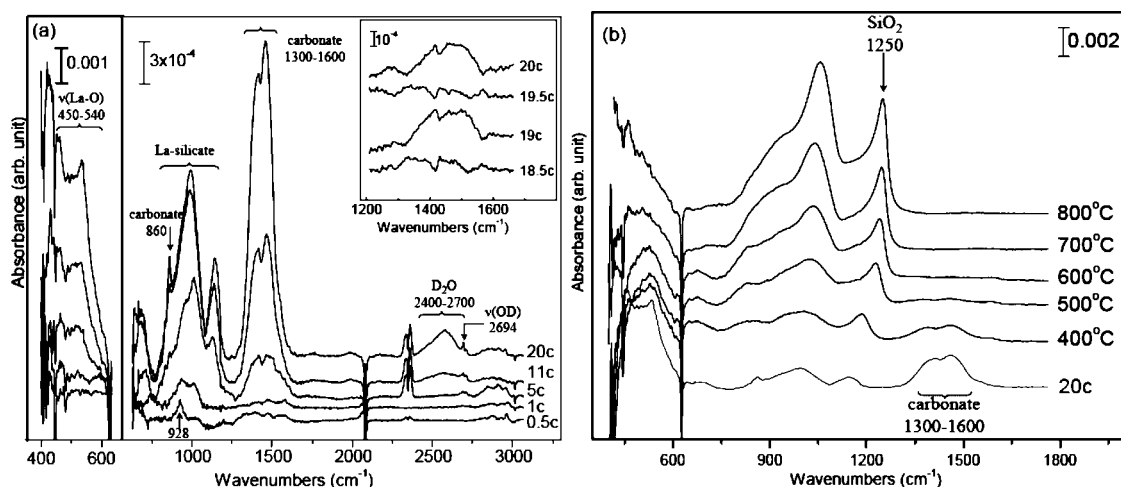 (a)
0.001
ν(La-O)
450-540
3x10⁻⁴
carbonate
1300-1600
La-silicate
carbonate
860
928
D₂O
2400-2700
ν(OD)
2694
20c
11c
5c
1c
0.5c
Absorbance (arb. unit)
400 600 1000 1500 2000 2500 3000
Wavenumbers (cm⁻¹)
10⁻⁴
20c
19.5c
19c
18.5c
1200 1400 1600
Wavenumbers (cm⁻¹)
(b)
SiO₂
1250
0.002
800°C
700°C
600°C
500°C
400°C
20c
carbonate
1300-1600
Absorbance (arb. unit)
600 900 1200 1500 1800
Wavenumbers (cm⁻¹)